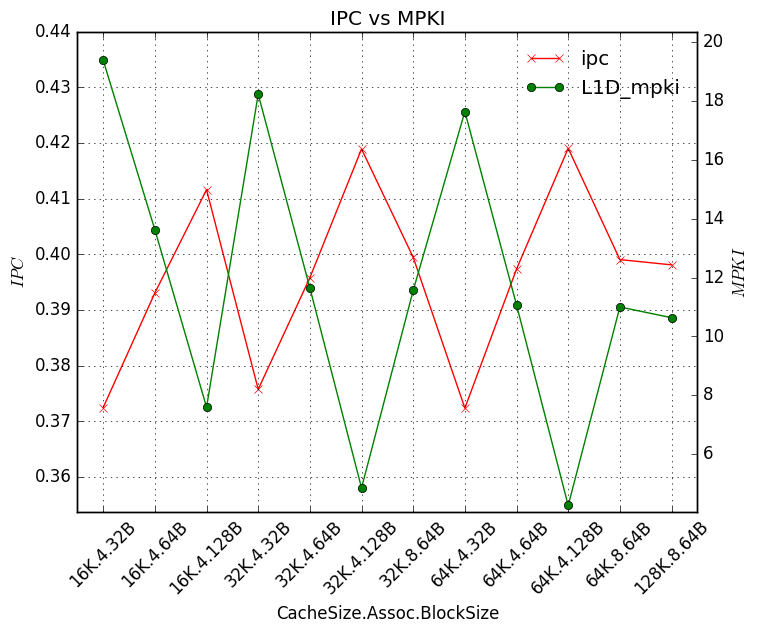 IPC vs MPKI
0.44
0.43
0.42
0.41
0.40
0.39
0.38
0.37
0.36
IPC
ipc
L1D_mpki
20
18
16
14
12
10
8
6
MPKI
16K.4.32B
16K.4.64B
16K.4.128B
32K.4.32B
32K.4.64B
32K.4.128B
32K.8.64B
64K.4.32B
64K.4.64B
64K.4.128B
64K.8.64B
128K.8.64B
CacheSize.Assoc.BlockSize